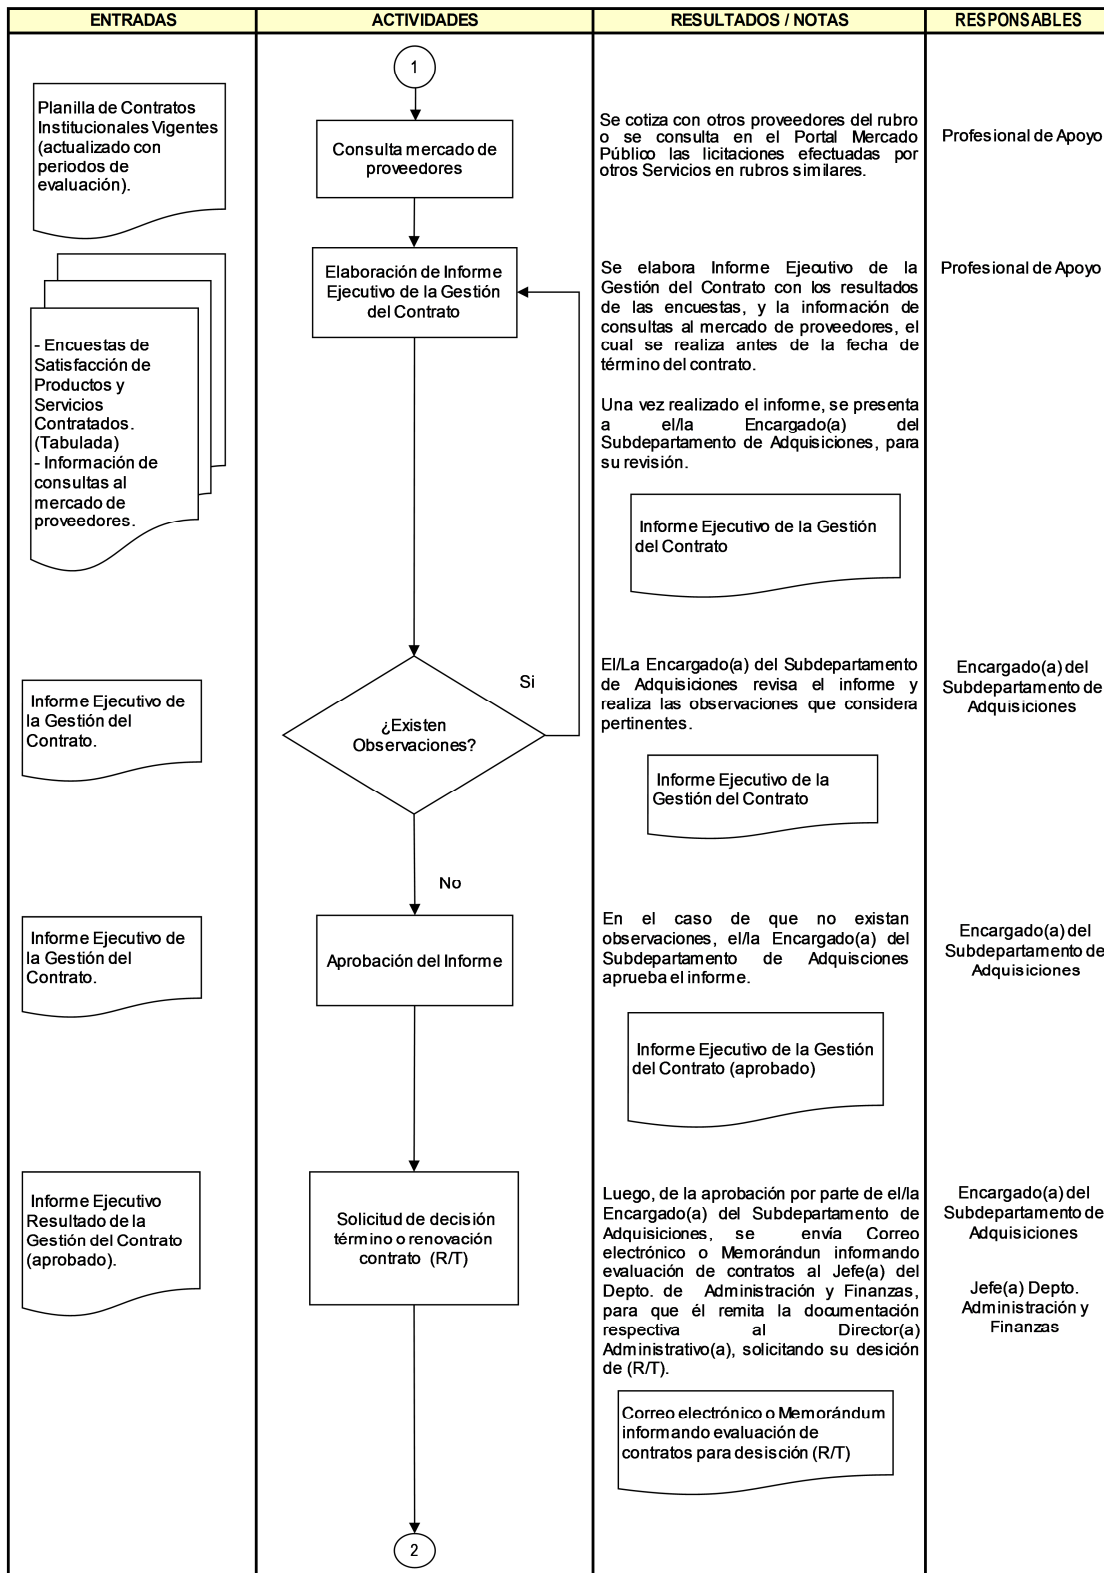 ENTRADAS
ACTIVIDADES
RESULTADOS / NOTAS
RESPONSABLES
1
Planilla de Contratos
Institucionales Vigentes
(actualizado con
periodos de
evaluación).
Consulta mercado de
proveedores
Se cotiza con otros proveedores del rubro
o se consulta en el Portal Mercado
Público las licitaciones efectuadas por
otros Servicios en rubros similares.
Profesional de Apoyo
- Encuestas de
Satisfacción de
Productos y
Servicios
Contratados.
(Tabulada)
- Información de
consultas al
mercado de
proveedores.
Elaboración de Informe
Ejecutivo de la Gestión
del Contrato
Se elabora Informe Ejecutivo de la
Gestión del Contrato con los resultados
de las encuestas, y la información de
consultas al mercado de proveedores, el
cual se realiza antes de la fecha de
término del contrato.
Una vez realizado el informe, se presenta
a el/la Encargado(a) del
Subdepartamento de Adquisiciones, para
su revisión.
Informe Ejecutivo de la Gestión
del Contrato
Profesional de Apoyo
Informe Ejecutivo de
la Gestión del
Contrato.
¿Existen
Observaciones?
Si
No
El/La Encargado(a) del Subdepartamento
de Adquisiciones revisa el informe y
realiza las observaciones que considera
pertinentes.
Informe Ejecutivo de la
Gestión del Contrato
Encargado(a) del
Subdepartamento de
Adquisiciones
Informe Ejecutivo de
la Gestión del
Contrato.
Aprobación del Informe
En el caso de que no existan
observaciones, el/la Encargado(a) del
Subdepartamento de Adquisciones
aprueba el informe.
Informe Ejecutivo de la Gestión
del Contrato (aprobado)
Encargado(a) del
Subdepartamento de
Adquisiciones
Informe Ejecutivo
Resultado de la
Gestión del Contrato
(aprobado).
Solicitud de decisión
término o renovación
contrato (R/T)
Luego, de la aprobación por parte de el/la
Encargado(a) del Subdepartamento de
Adquisiciones, se envía Correo
electrónico o Memorándun informando
evaluación de contratos al Jefe(a) del
Depto. de Administración y Finanzas,
para que él remita la documentación
respectiva al Director(a)
Administrativo(a), solicitando su desición
de (R/T).
Correo electrónico o Memorándum
informando evaluación de
contratos para desisción (R/T)
Encargado(a) del
Subdepartamento de
Adquisiciones
Jefe(a) Depto.
Administración y
Finanzas
2